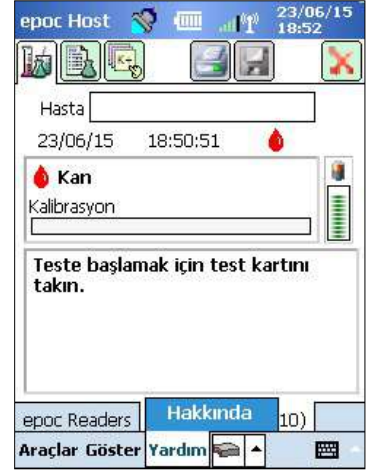 epoc Host 23/06/15
18:52
Hasta
23/06/15 18:50:51
Kan
Kalibrasyon
Teste başlamak için test kartını
takın.
epoc Readers Hakkında 10)
Araçlar Göster Yardım